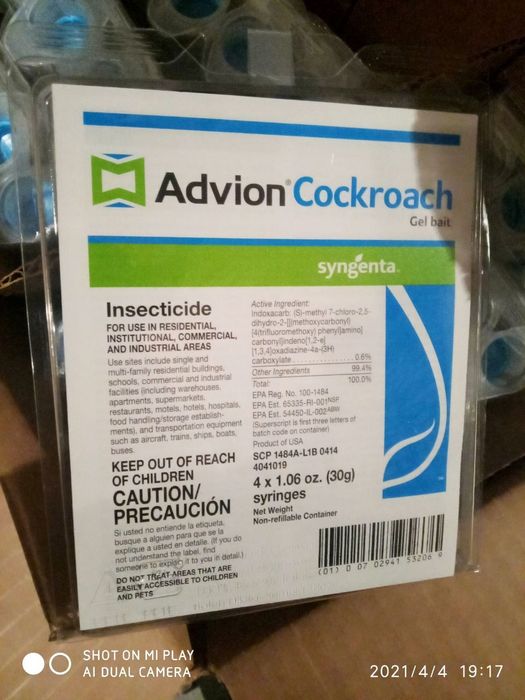 Advion® Cockroach
Gel bait
syngenta™
Insecticide
FOR USE IN RESIDENTIAL,
INSTITUTIONAL, COMMERCIAL,
AND INDUSTRIAL AREAS
Use sites include single and
multi-family residential buildings,
schools, commercial and industrial
facilities (including warehouses,
apartments, supermarkets,
restaurants, motels, hotels, hospitals,
food handling/storage establish-
ments), and transportation equipment
such as aircraft, trains, ships, boats,
buses.
KEEP OUT OF REACH
OF CHILDREN
CAUTION/
PRECAUCIÓN
Si usted no entiende la etiqueta,
busque a alguien para que se la
explique a usted en detalle. (If you do
not understand the label, find
someone to explain it to you in detail.)
DO NOT TREAT AREAS THAT ARE
EASILY ACCESSIBLE TO CHILDREN
AND PETS
Active Ingredient:
Indoxacarb: (S)-methyl 7-chloro-2,5-
dihydro-2-[[(methoxycarbonyl)
[4(trifluoromethoxy) phenyl]amino]
carbonyl]indeno[1,2-e]
[1,3,4]oxadiazine-4a-(3H)
carboxylate 0.6%
Other Ingredients 99.4%
Total: 100.0%
EPA Reg. No. 100-1484
EPA Est. 65335-RI-001NSF
EPA Est. 54450-IL-002ABW
(Superscript is first three letters of
batch code on container)
Product of USA
SCP 1484A-L1B 0414
4041019
4 x 1.06 oz. (30g)
syringes
Net Weight
Non-refillable Container
(01) 0 07 02941 53206 9
SHOT ON MI PLAY
AI DUAL CAMERA
2021/4/4 19:17